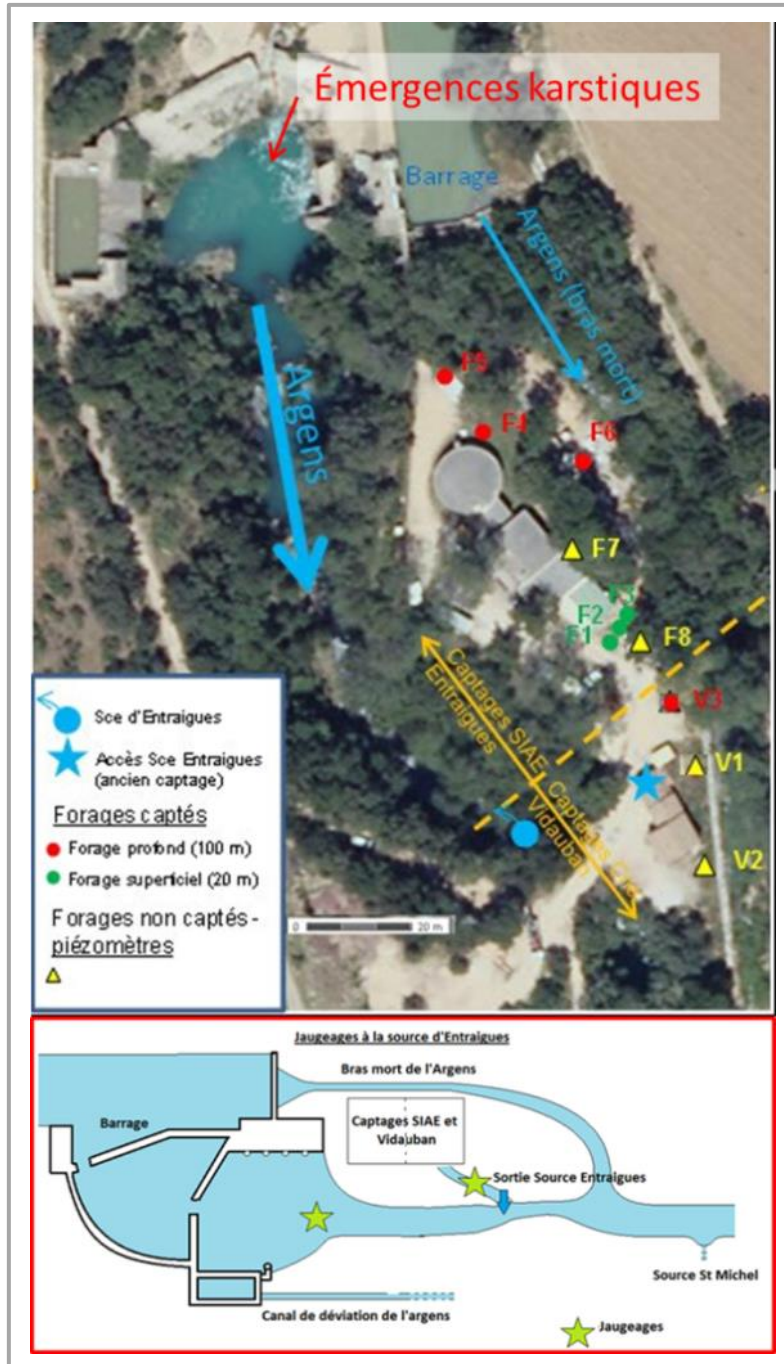 Émergences karstiques
Barrage
Argens (bras mort)
Argens
F5
F4
F6
F7
F3
F2
F1
F8
V3
V1
V2
Captages SIAE
Entraigues
Captages
Vidauban
Sce d'Entraigues
Accès Sce Entraigues
(ancien captage)
Forages captés
Forage profond (100 m)
Forage superficiel (20 m)
Forages non captés -
piézomètres
0 20 m
Jaugeages à la source d'Entraigues
Bras mort de l'Argens
Barrage
Captages SIAE et
Vidauban
Sortie Source Entraigues
Source St Michel
Canal de déviation de l'argens
Jaugeages